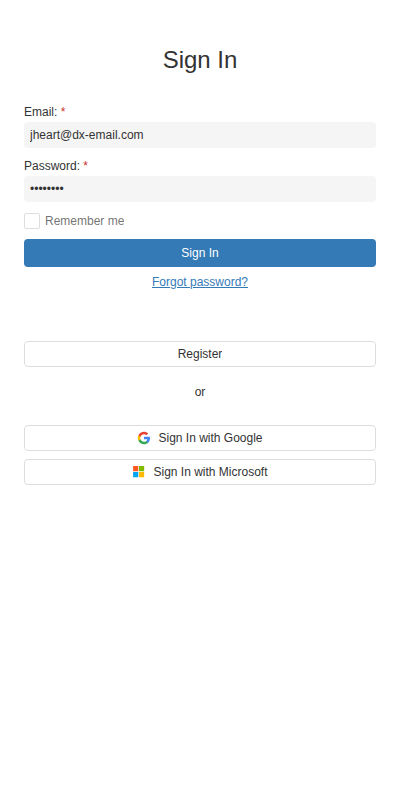 Sign In
Email: *
jheart@dx-email.com
Password: *
••••••••
Remember me
Sign In
Forgot password?
Register
or
Sign In with Google
Sign In with Microsoft